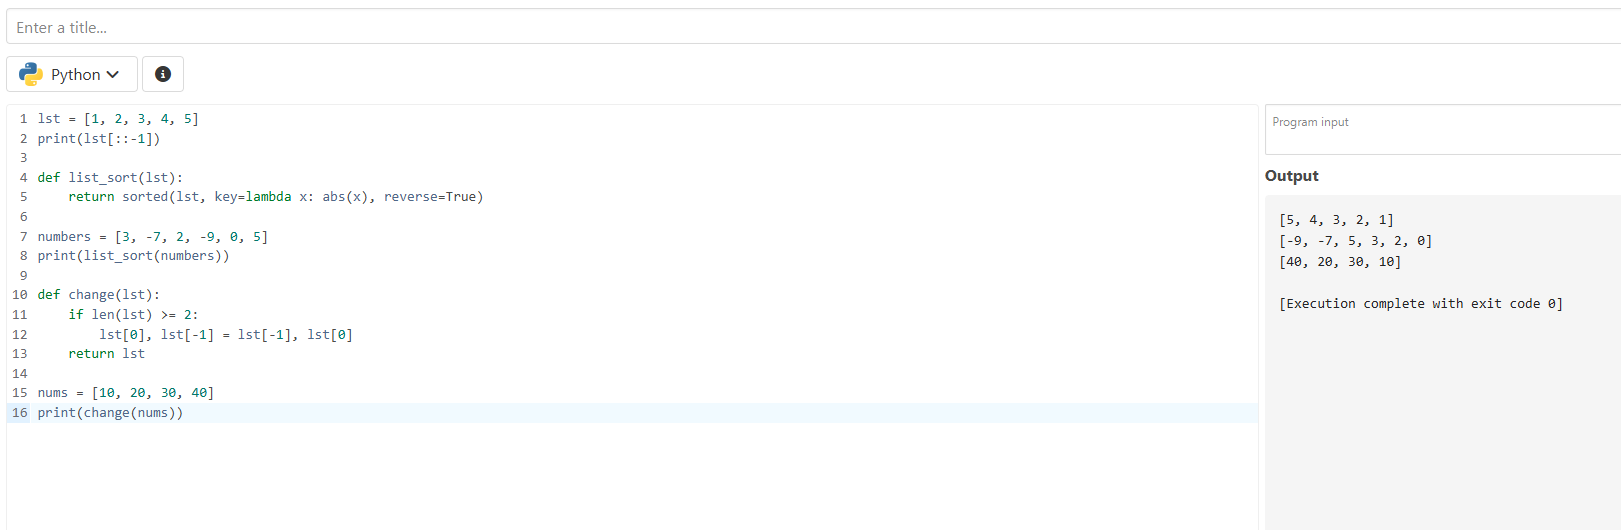 Enter a title...
Python
1 lst = [1, 2, 3, 4, 5]
2 print(lst[::-1])
3
4 def list_sort(lst):
5     return sorted(lst, key=lambda x: abs(x), reverse=True)
6
7 numbers = [3, -7, 2, -9, 0, 5]
8 print(list_sort(numbers))
9
10 def change(lst):
11     if len(lst) >= 2:
12         lst[0], lst[-1] = lst[-1], lst[0]
13     return lst
14
15 nums = [10, 20, 30, 40]
16 print(change(nums))
Program input
Output
[5, 4, 3, 2, 1]
[-9, -7, 5, 3, 2, 0]
[40, 20, 30, 10]
[Execution complete with exit code 0]